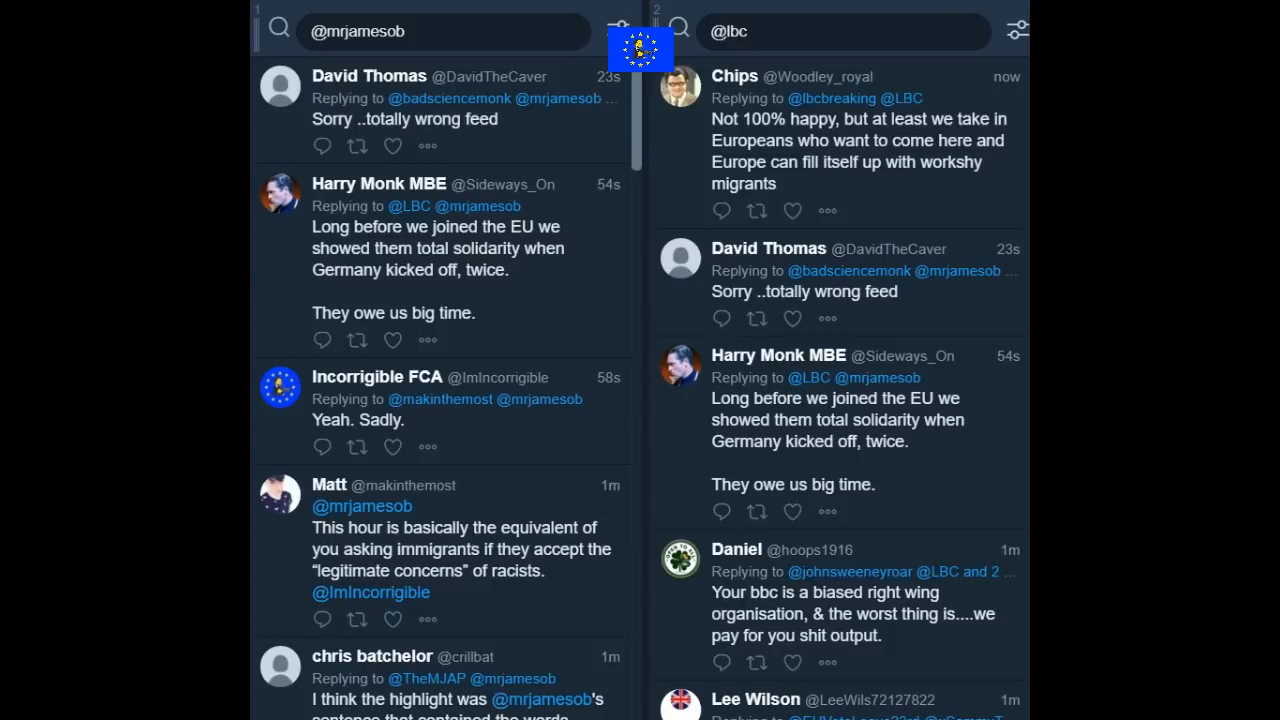 1
@mrjamesob
David Thomas @DavidTheCaver 23s
Replying to @badsciencemonk @mrjamesob ...
Sorry ..totally wrong feed
Harry Monk MBE @Sideways_On 54s
Replying to @LBC @mrjamesob
Long before we joined the EU we
showed them total solidarity when
Germany kicked off, twice.
They owe us big time.
Incorrigible FCA @ImIncorrigible 58s
Replying to @makinthemost @mrjamesob
Yeah. Sadly.
Matt @makinthemost 1m
@mrjamesob
This hour is basically the equivalent of
you asking immigrants if they accept the
“legitimate concerns” of racists.
@ImIncorrigible
chris batchelor @crillbat 1m
Replying to @TheMJAP @mrjamesob
I think the highlight was @mrjamesob's
sentence that contained the words
2
@lbc
Chips @Woodley_royal now
Replying to @lbcbreaking @LBC
Not 100% happy, but at least we take in
Europeans who want to come here and
Europe can fill itself up with workshy
migrants
David Thomas @DavidTheCaver 23s
Replying to @badsciencemonk @mrjamesob ...
Sorry ..totally wrong feed
Harry Monk MBE @Sideways_On 54s
Replying to @LBC @mrjamesob
Long before we joined the EU we
showed them total solidarity when
Germany kicked off, twice.
They owe us big time.
Daniel @hoops1916 1m
Replying to @johnsweeneyroar @LBC and 2 ...
Your bbc is a biased right wing
organisation, & the worst thing is....we
pay for you shit output.
Lee Wilson @LeeWils72127822 1m
Replying to